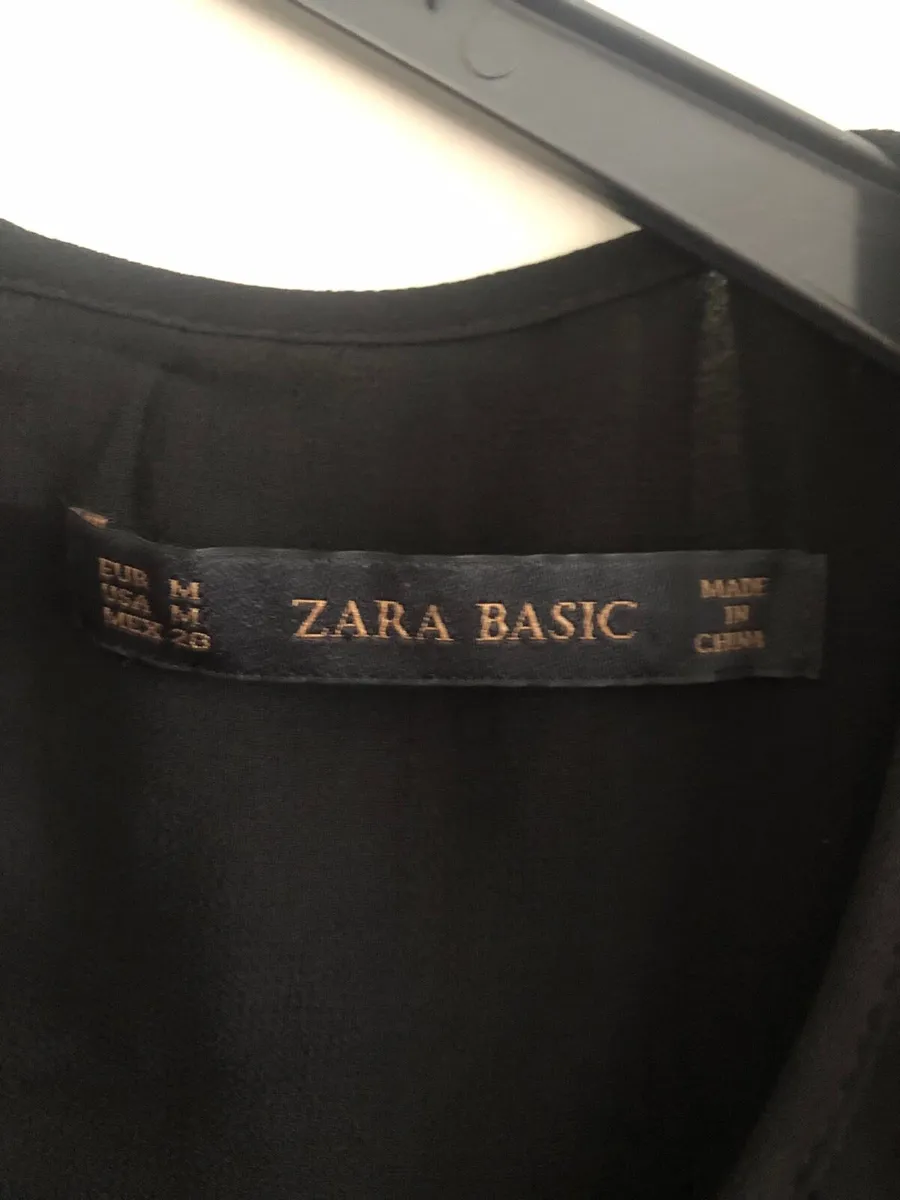 EUR M
USA M
MEX 28
ZARA BASIC
MADE
IN
CHINA